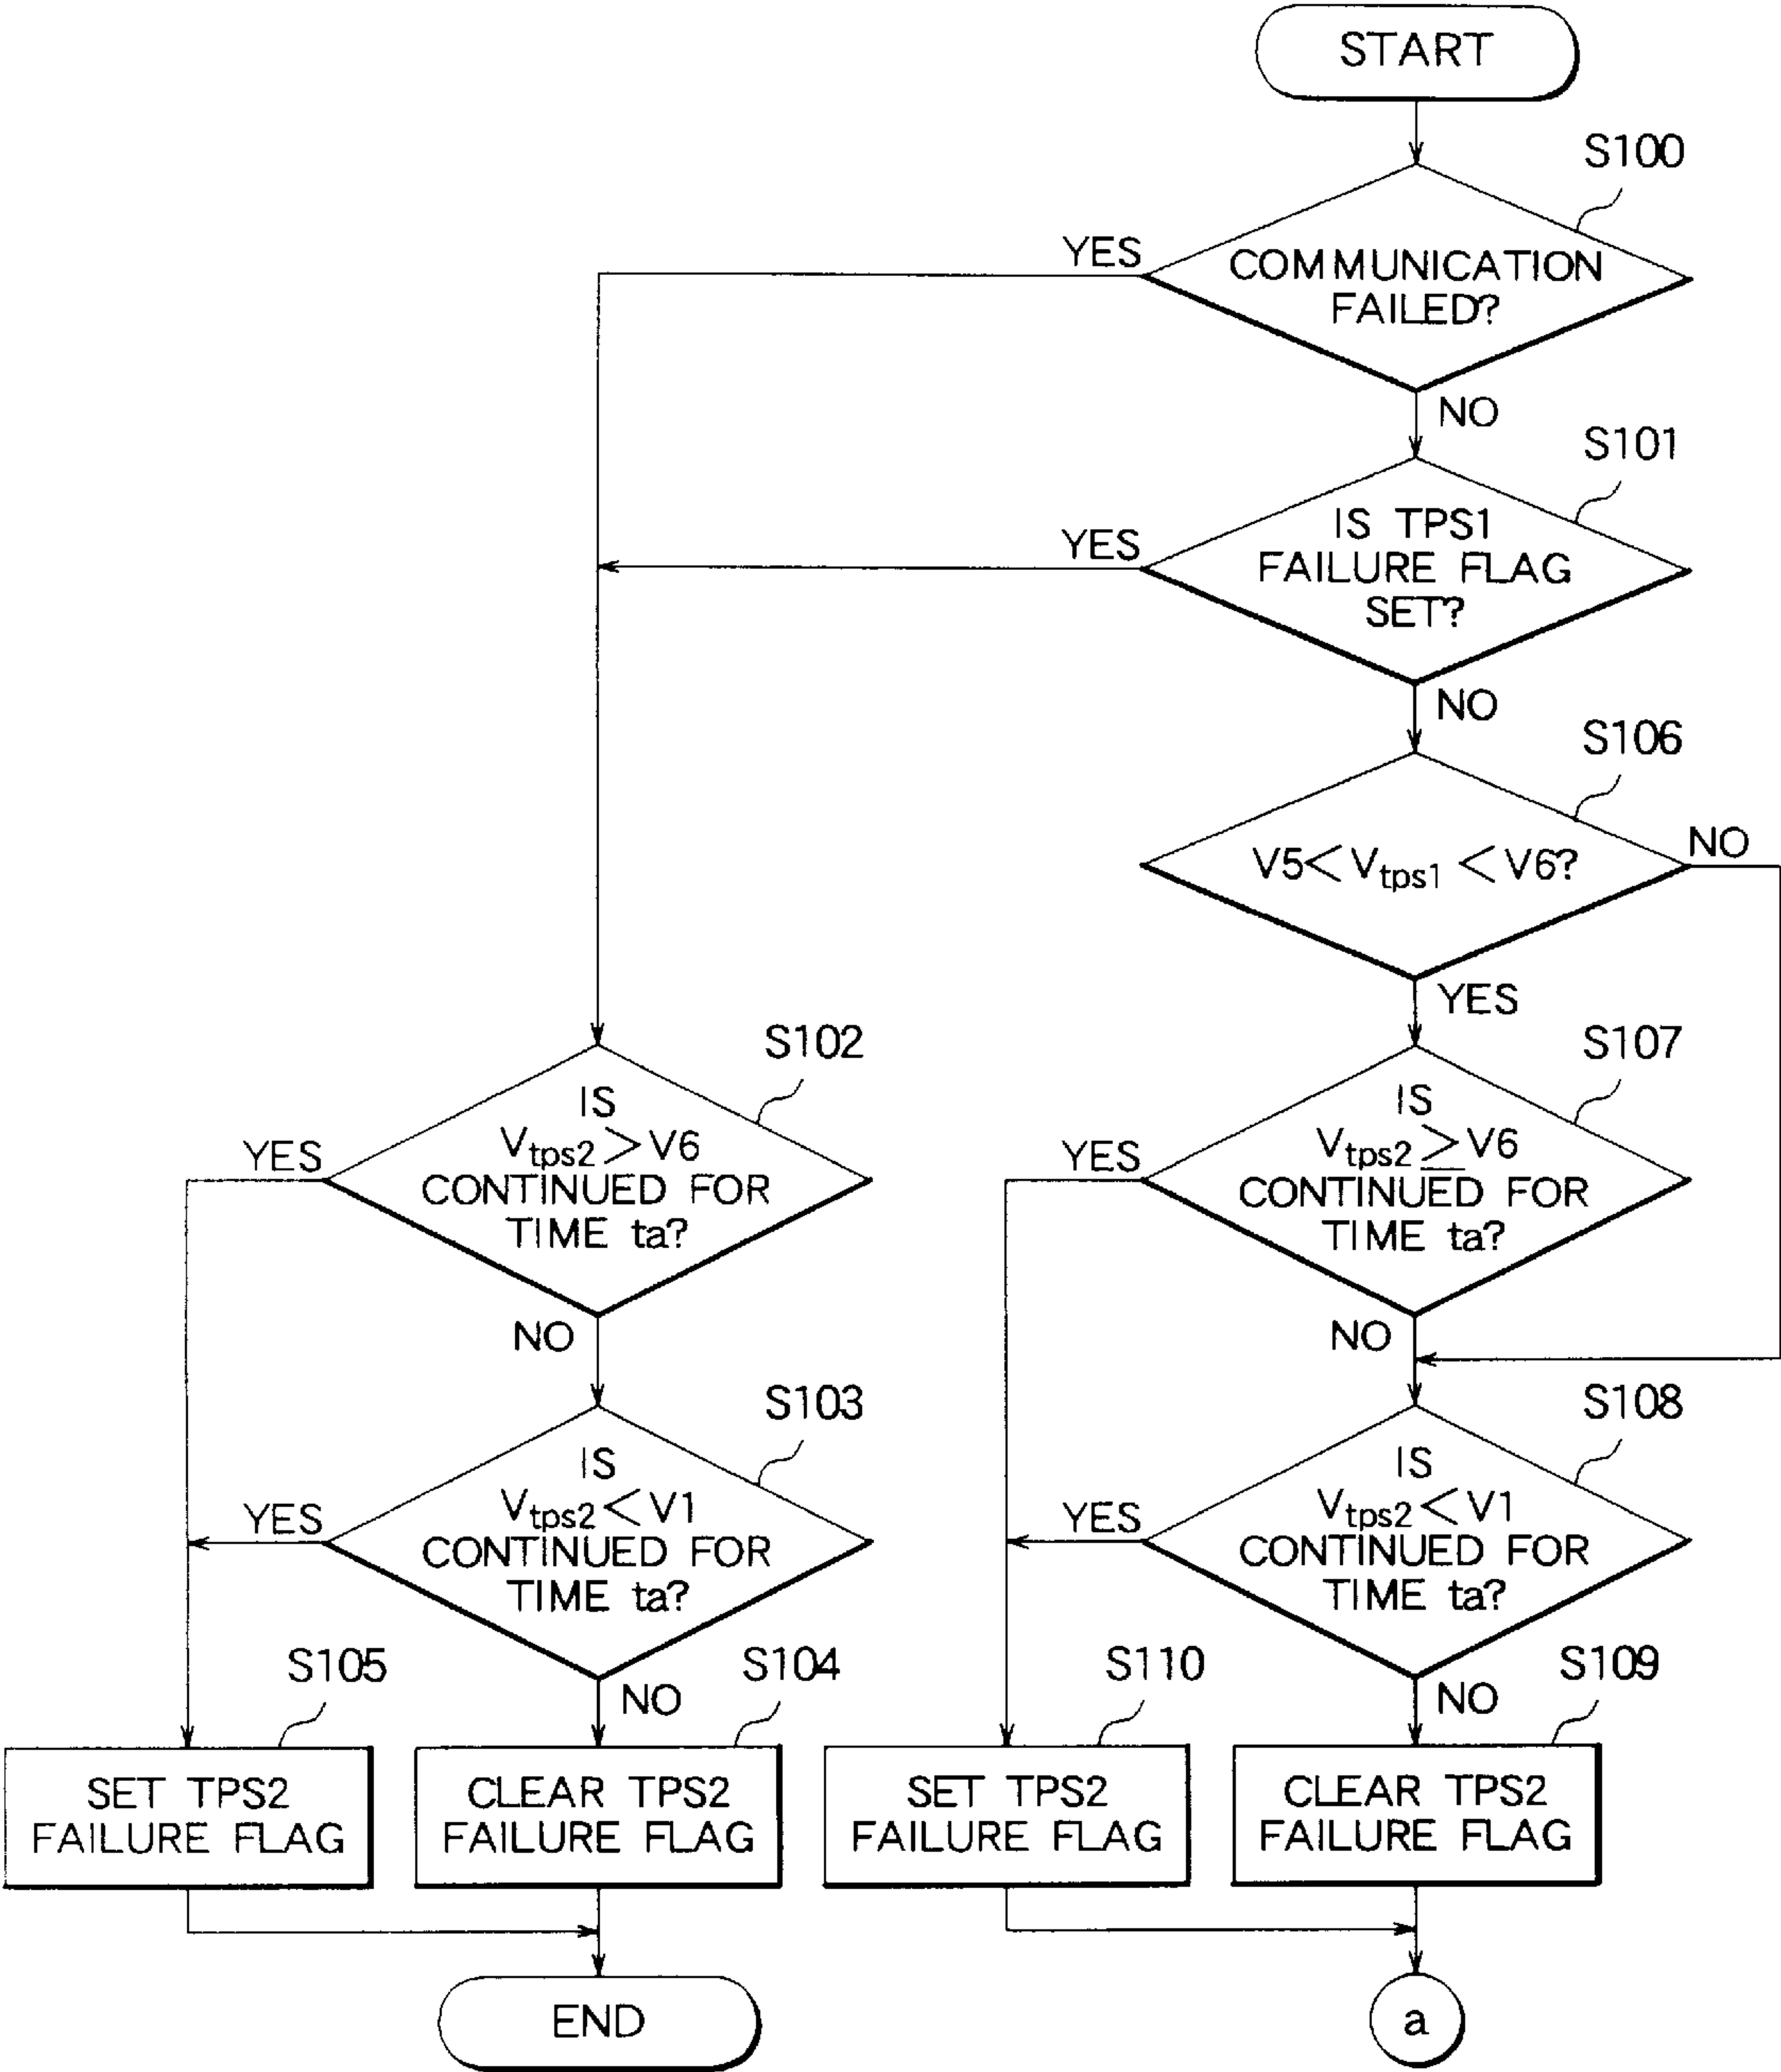 START
S100
COMMUNICATION
FAILED?
YES
NO
S101
IS TPS1
FAILURE FLAG
SET?
YES
NO
S106
V5<Vtps1 <V6?
NO
YES
S102
IS
Vtps2>V6
CONTINUED FOR
TIME ta?
YES
NO
S107
IS
Vtps2≥V6
CONTINUED FOR
TIME ta?
YES
NO
S103
IS
Vtps2<V1
CONTINUED FOR
TIME ta?
YES
NO
S108
IS
Vtps2<V1
CONTINUED FOR
TIME ta?
YES
NO
S105
SET TPS2
FAILURE FLAG
S104
CLEAR TPS2
FAILURE FLAG
S110
SET TPS2
FAILURE FLAG
S109
CLEAR TPS2
FAILURE FLAG
END
a